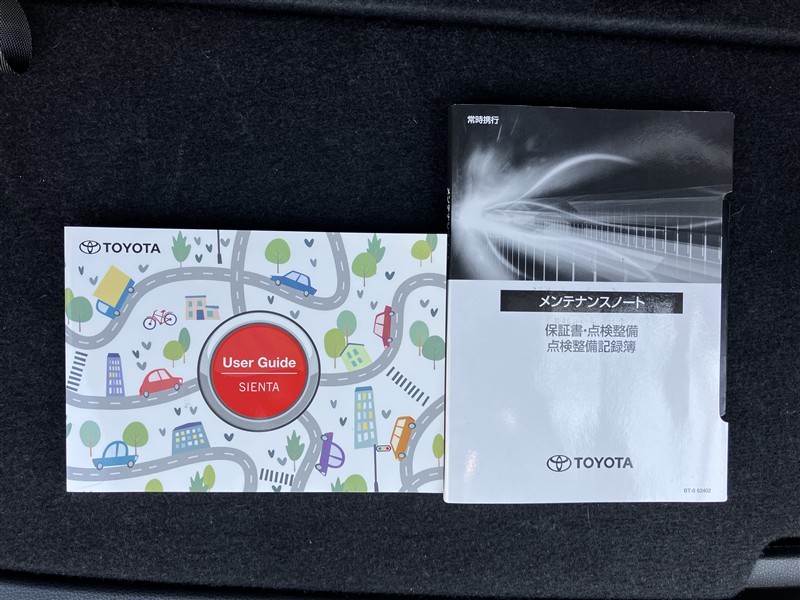 TOYOTA
User Guide
SIENTA
常時携行
メンテナンスノート
保証書・点検整備
点検整備記録簿
TOYOTA